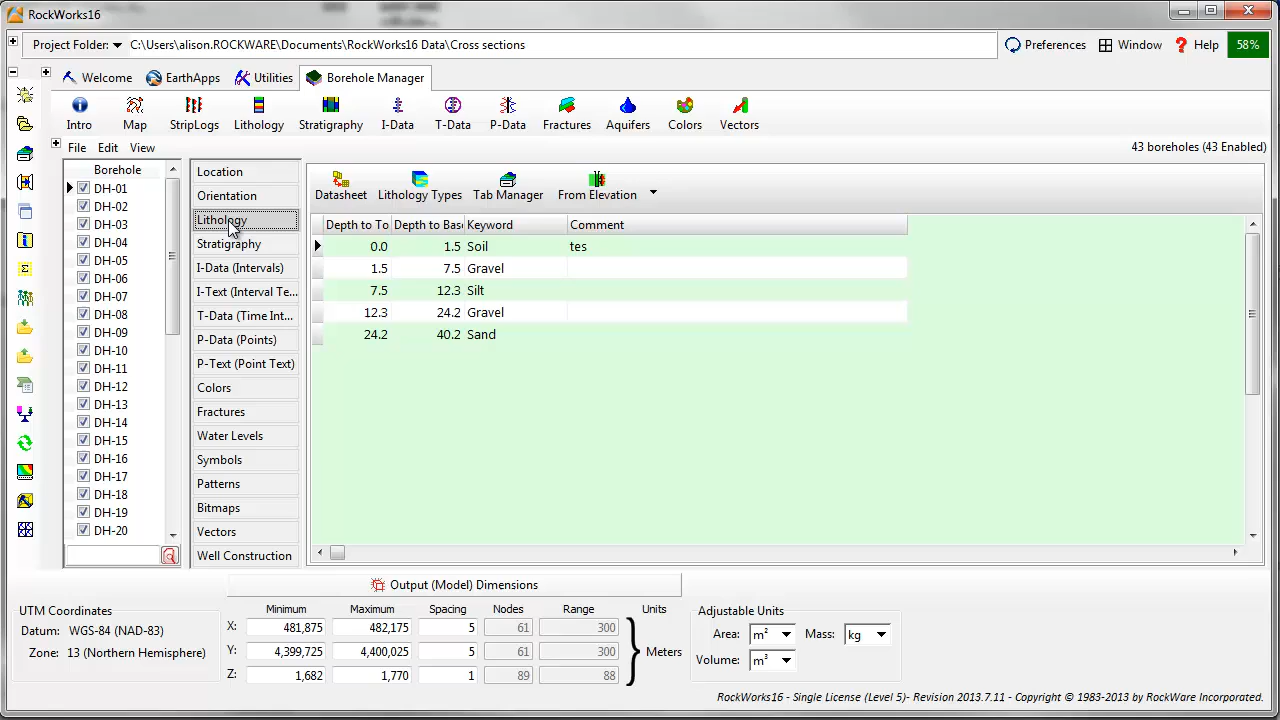 RockWorks16
Project Folder: C:\Users\alison.ROCKWARE\Documents\RockWorks16 Data\Crosssections Preferences Window Help 58%
Welcome EarthApps Utilities Borehole Manager
Intro Map StripLogs Lithology Stratigraphy I-Data T-Data P-Data Fractures Aquifers Colors Vectors
File Edit View 43 boreholes (43 Enabled)
Borehole
DH-01
DH-02
DH-03
DH-04
DH-05
DH-06
DH-07
DH-08
DH-09
DH-10
DH-11
DH-12
DH-13
DH-14
DH-15
DH-16
DH-17
DH-18
DH-19
DH-20
Location
Orientation
Lithology
Stratigraphy
I-Data (Intervals)
I-Text (Interval Te...
T-Data (Time Int...
P-Data (Points)
P-Text (Point Text)
Colors
Fractures
Water Levels
Symbols
Patterns
Bitmaps
Vectors
Well Construction
Datasheet Lithology Types Tab Manager From Elevation
Depth to To Depth to Base Keyword Comment
0.0 1.5 Soil tes
1.5 7.5 Gravel
7.5 12.3 Silt
12.3 24.2 Gravel
24.2 40.2 Sand
Output (Model) Dimensions
UTM Coordinates
Datum: WGS-84 (NAD-83)
Zone: 13 (Northern Hemisphere)
Minimum Maximum Spacing Nodes Range Units
X: 481,875 482,175 5 61 300
Y: 4,399,725 4,400,025 5 61 300 Meters
Z: 1,682 1,770 1 89 88
Adjustable Units
Area: m² Mass: kg
Volume: m³
RockWorks16 - Single License (Level 5)- Revision 2013.7.11 - Copyright © 1983-2013 by RockWare Incorporated.